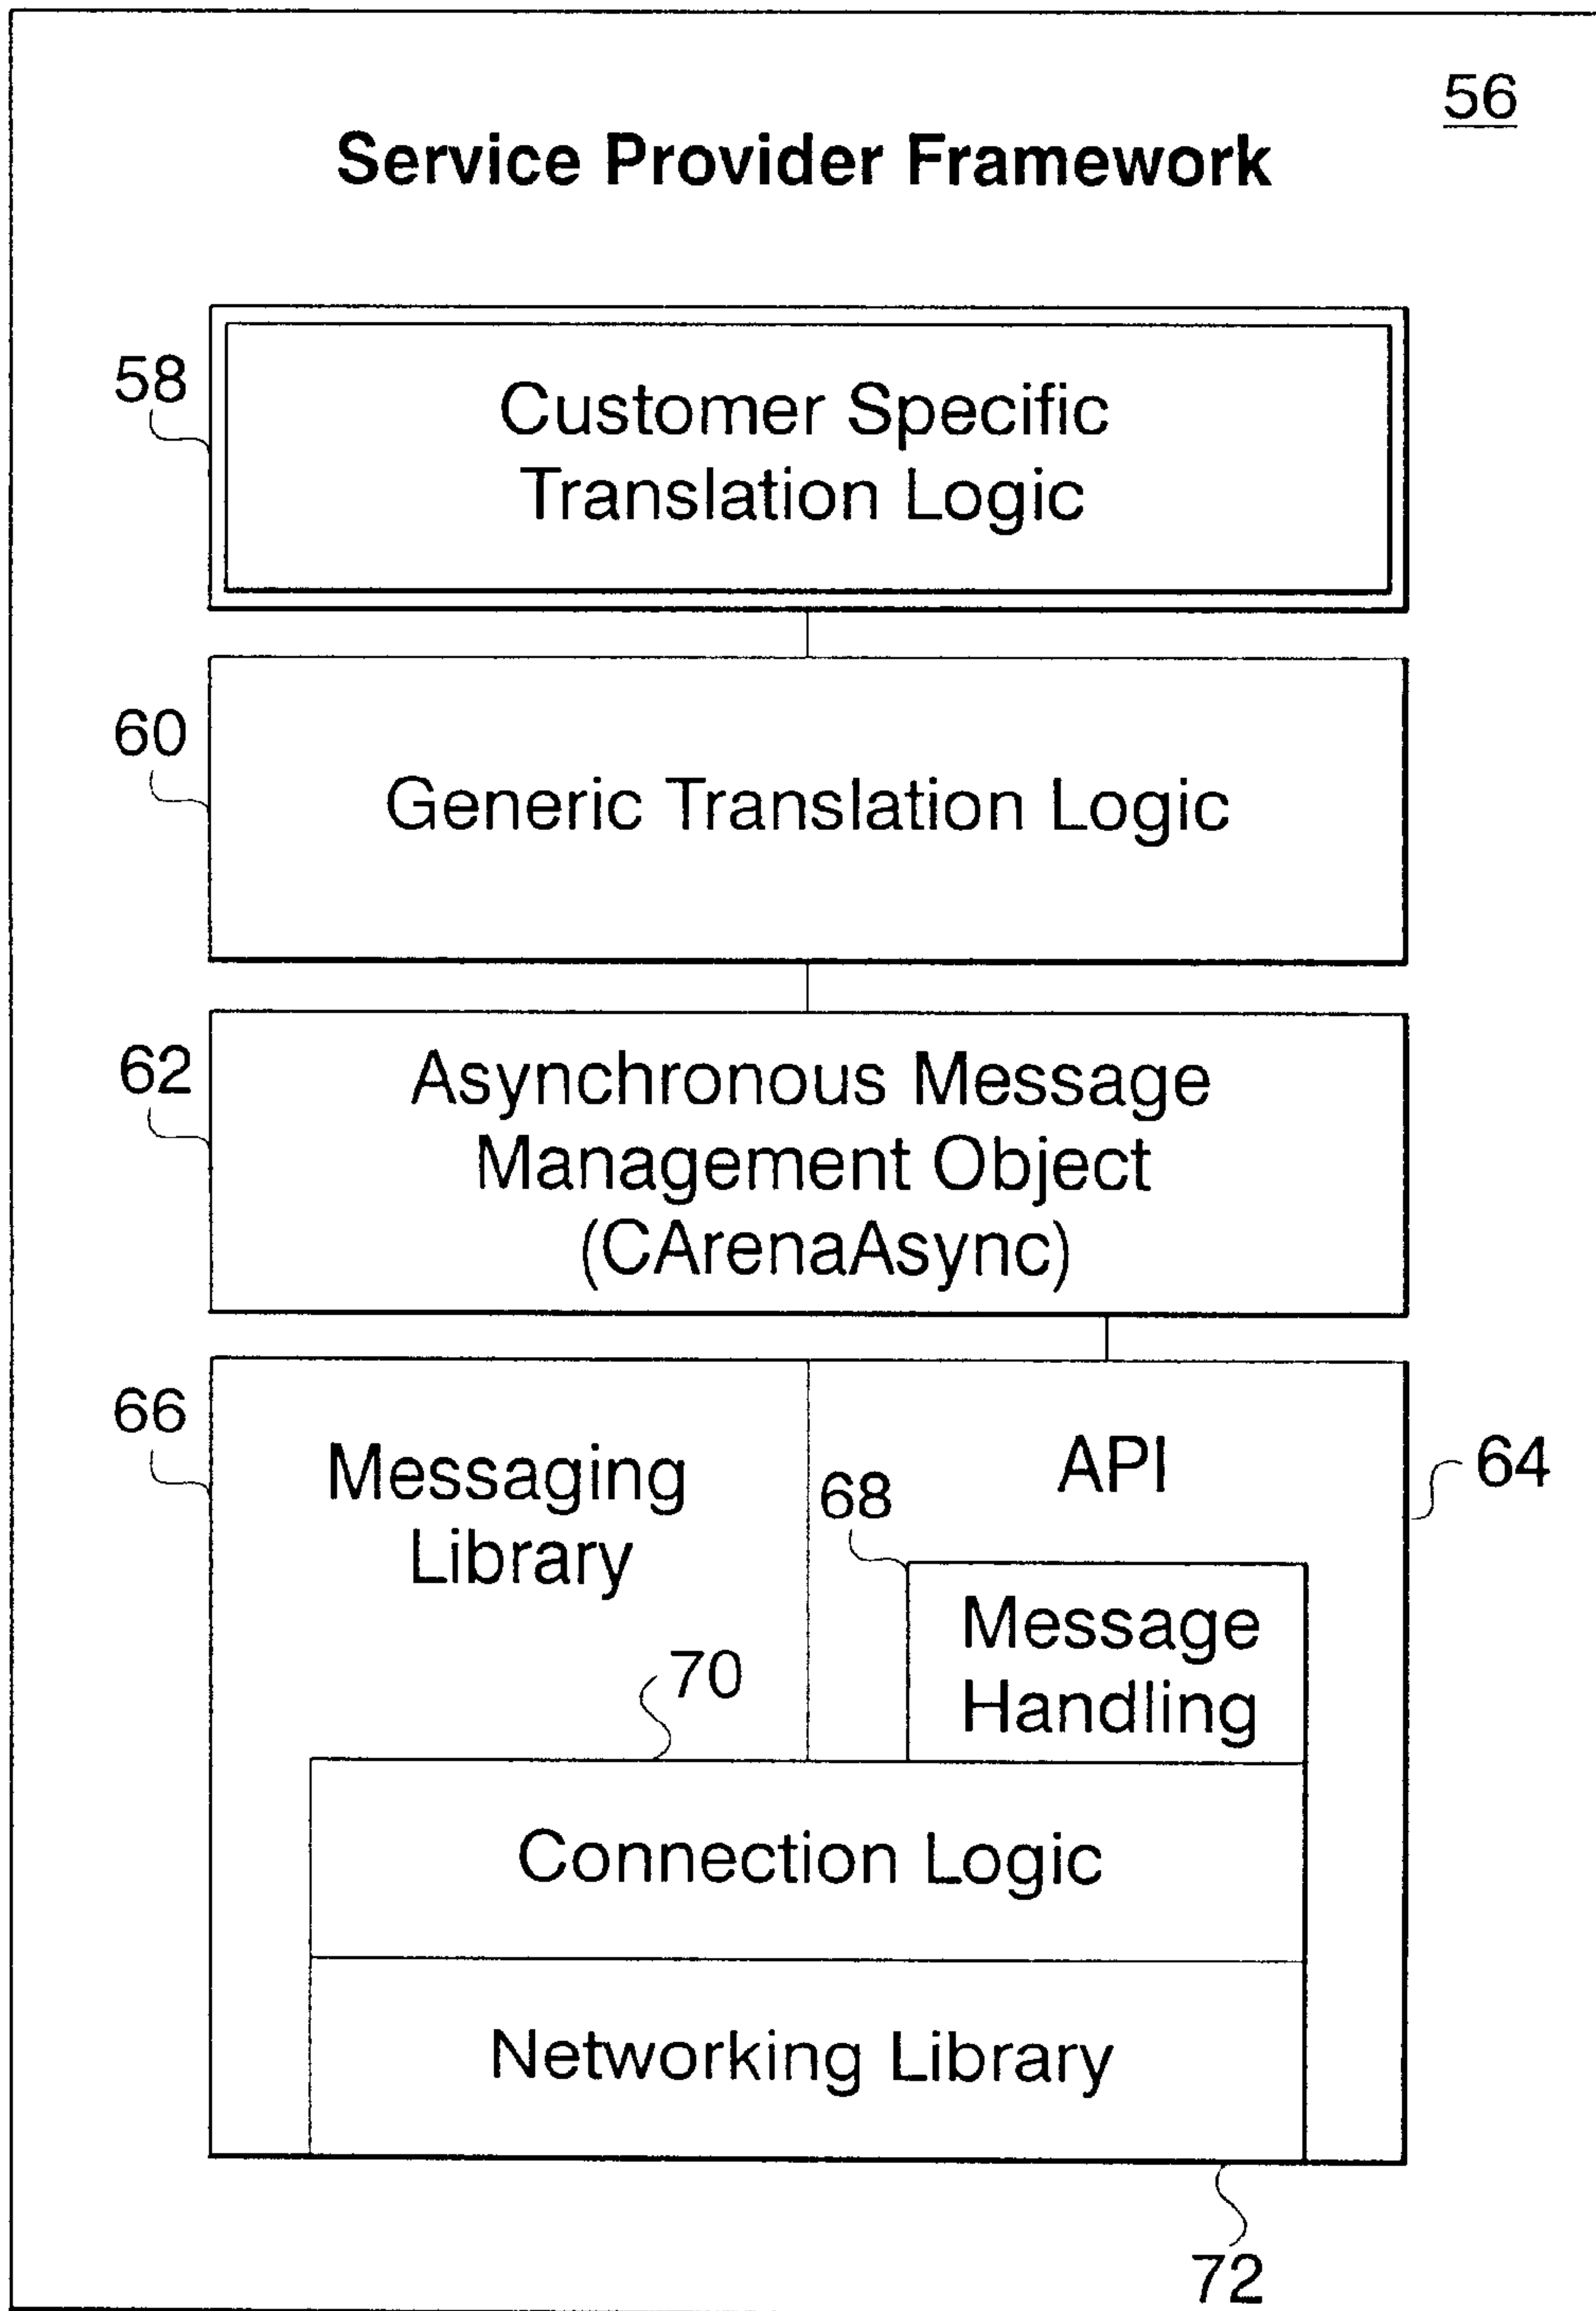 56
Service Provider Framework
58
Customer Specific
Translation Logic
60
Generic Translation Logic
62
Asynchronous Message
Management Object
(CArenaAsync)
66
Messaging
Library
API
64
68
Message
Handling
70
Connection Logic
Networking Library
72